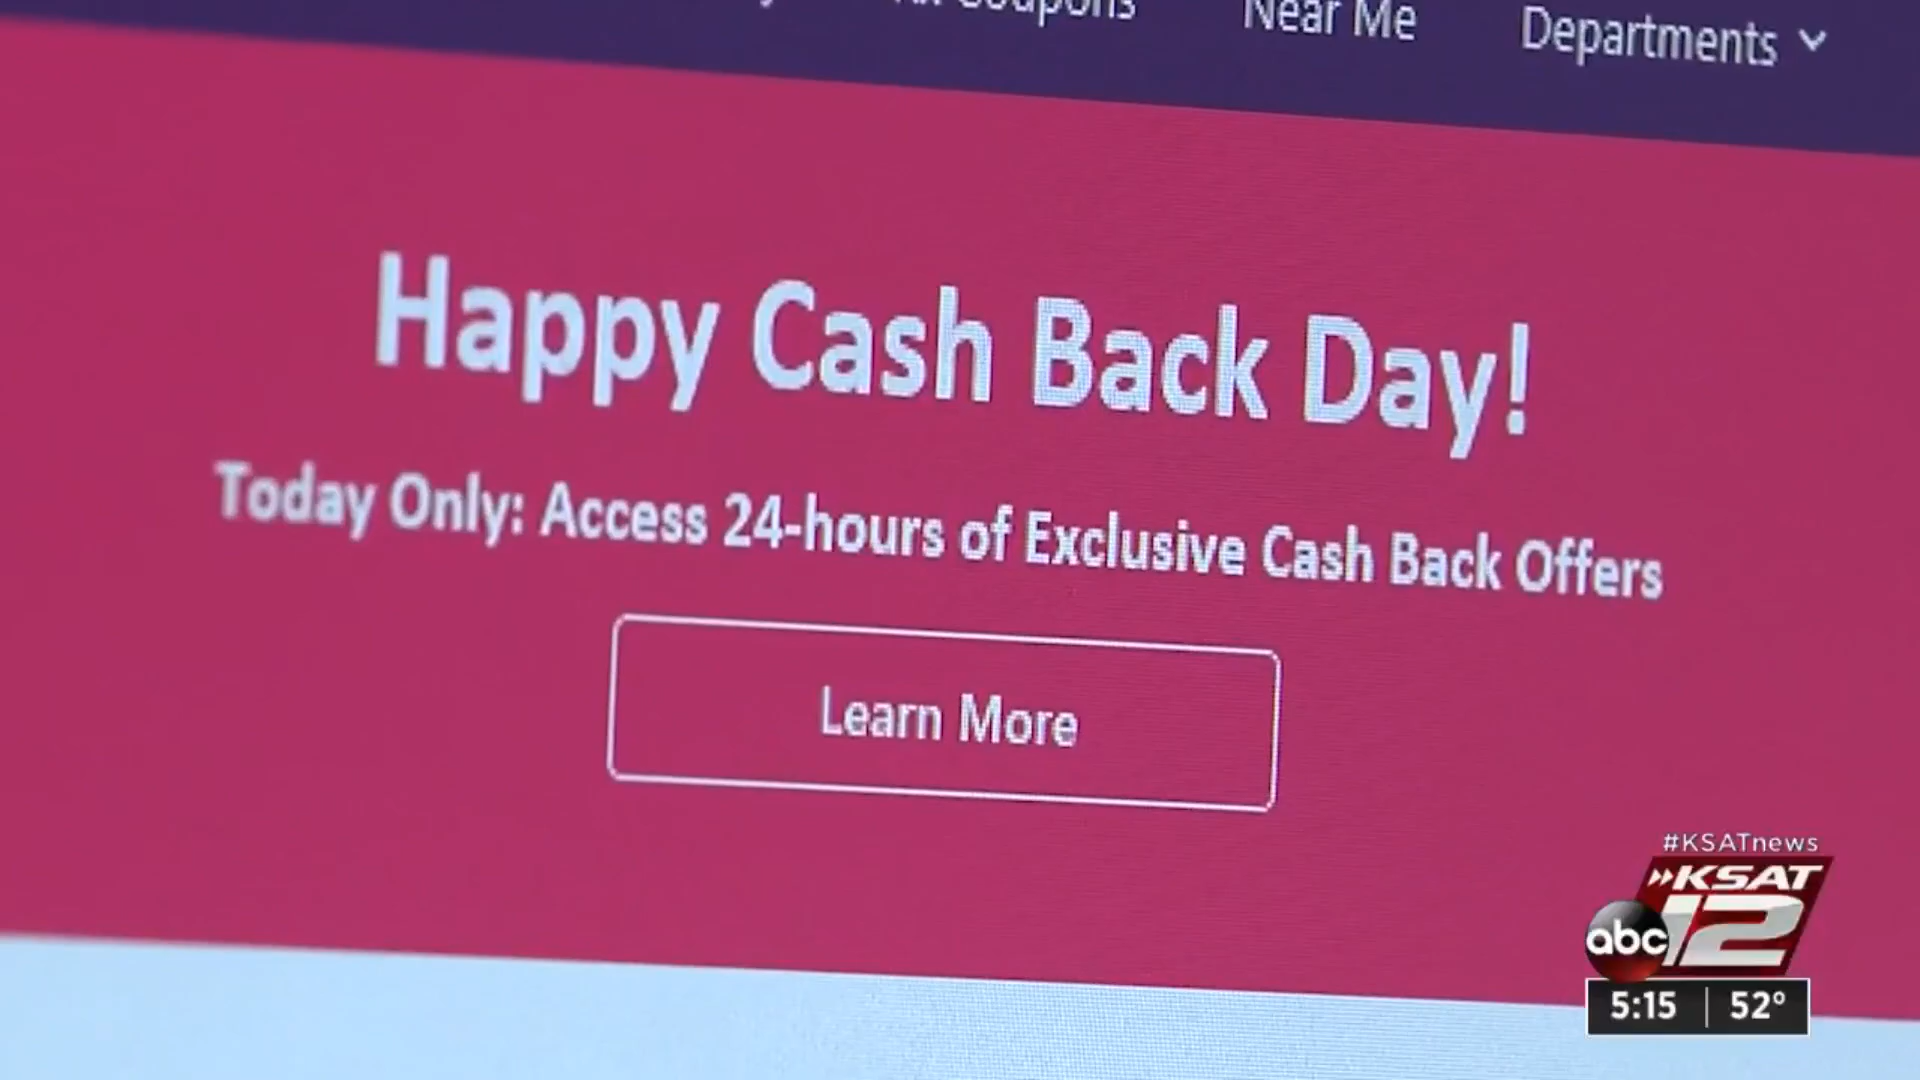 Coupons
Near Me
Departments
Happy Cash Back Day!
Today Only: Access 24-hours of Exclusive Cash Back Offers
Learn More
#KSATnews
KSAT
12
abc
5:15
52°